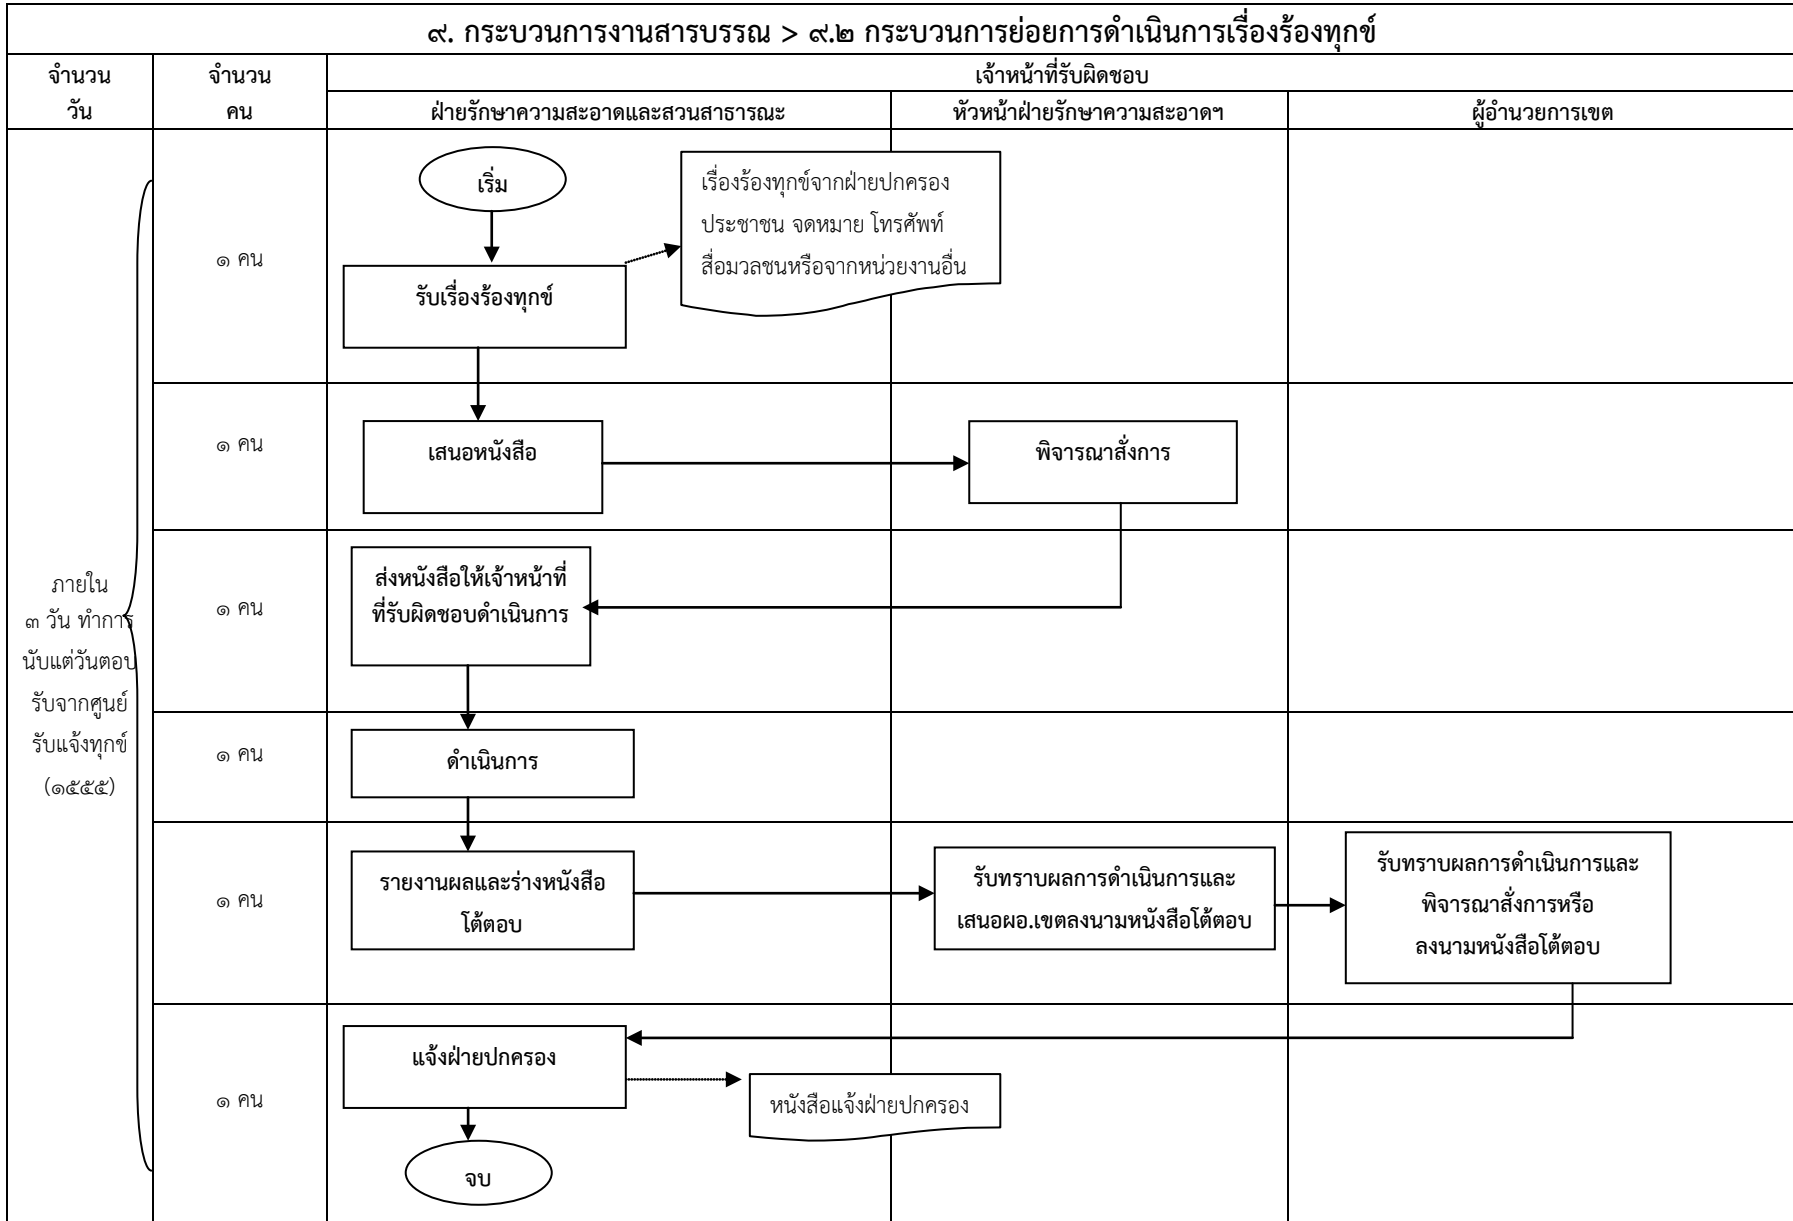 ๙. กระบวนการงานสารบรรณ > ๙.๒ กระบวนการย่อยการดำเนินการเรื่องร้องทุกข์
จำนวน
วัน
จำนวน
คน
เจ้าหน้าที่รับผิดชอบ
ฝ่ายรักษาความสะอาดและสวนสาธารณะ
หัวหน้าฝ่ายรักษาความสะอาดฯ
ผู้อำนวยการเขต
ภายใน
๓ วัน ทำการ
นับแต่วันตอบ
รับจากศูนย์
รับแจ้งทุกข์
(๑๕๕๕)
๑ คน
เริ่ม
รับเรื่องร้องทุกข์
เรื่องร้องทุกข์จากฝ่ายปกครอง
ประชาชน จดหมาย โทรศัพท์
สื่อมวลชนหรือจากหน่วยงานอื่น
๑ คน
เสนอหนังสือ
พิจารณาสั่งการ
๑ คน
ส่งหนังสือให้เจ้าหน้าที่
ที่รับผิดชอบดำเนินการ
๑ คน
ดำเนินการ
๑ คน
รายงานผลและร่างหนังสือ
โต้ตอบ
รับทราบผลการดำเนินการและ
เสนอผอ.เขตลงนามหนังสือโต้ตอบ
รับทราบผลการดำเนินการและ
พิจารณาสั่งการหรือ
ลงนามหนังสือโต้ตอบ
๑ คน
แจ้งฝ่ายปกครอง
หนังสือแจ้งฝ่ายปกครอง
จบ